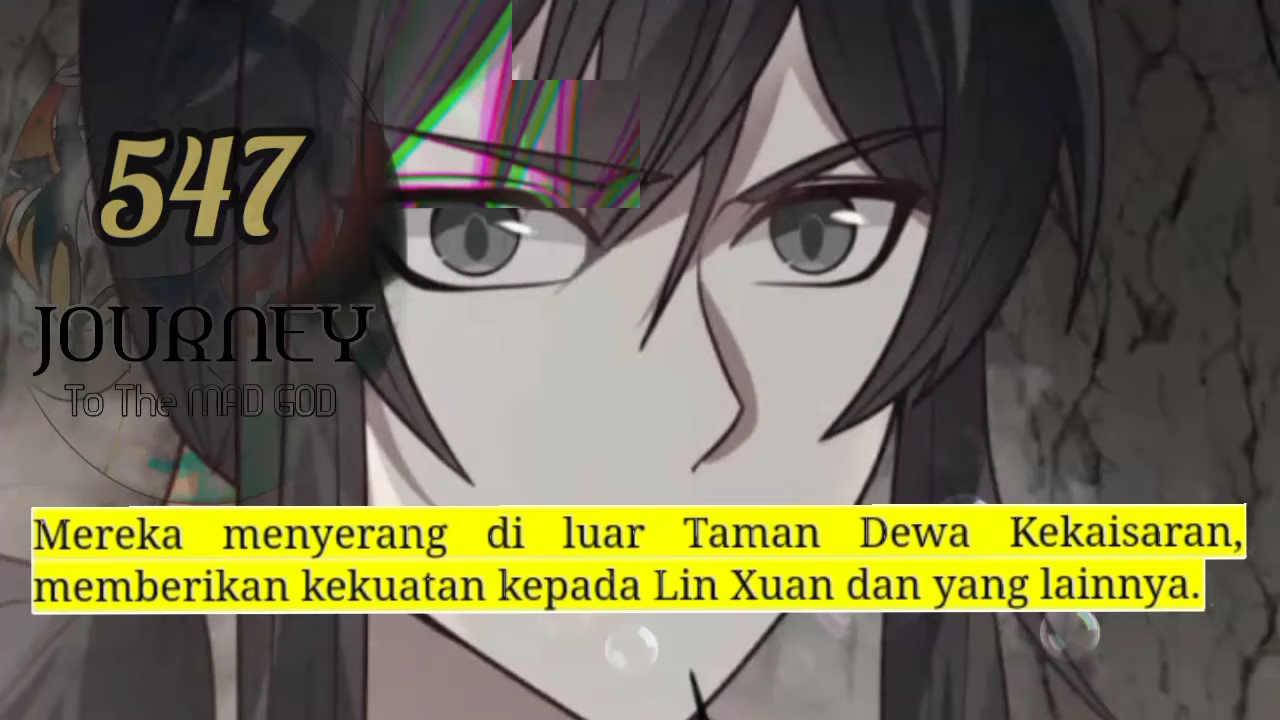 547
JOURNEY
To The MAD GOD
Mereka menyerang di luar Taman Dewa Kekaisaran,
memberikan kekuatan kepada Lin Xuan dan yang lainnya.